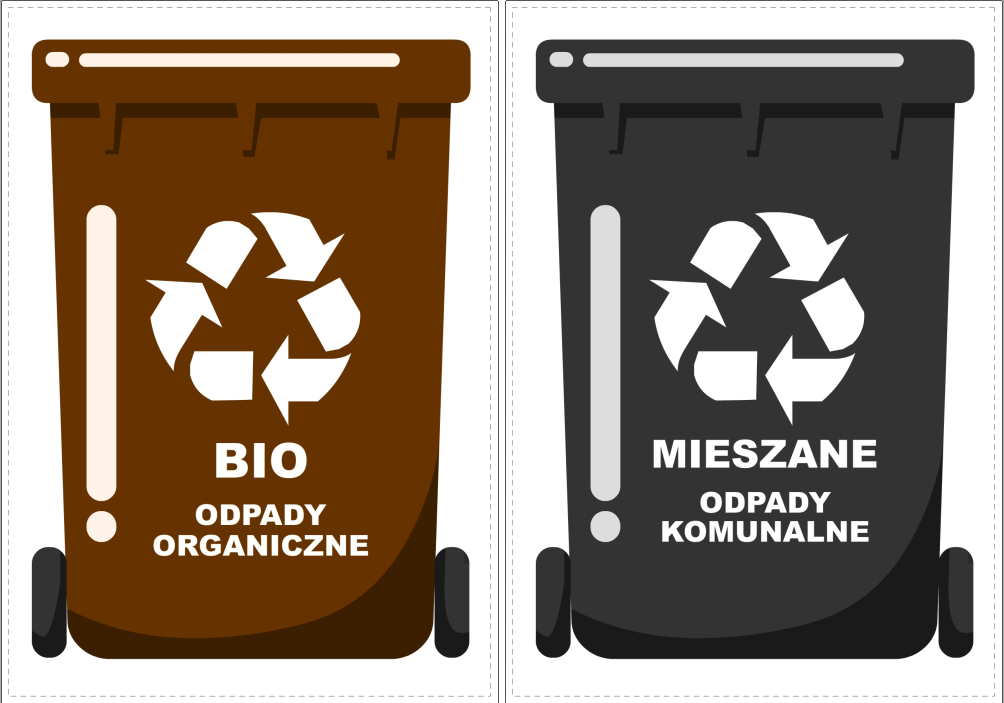 BIO
ODPADY
ORGANICZNE
MIESZANE
ODPADY
KOMUNALNE